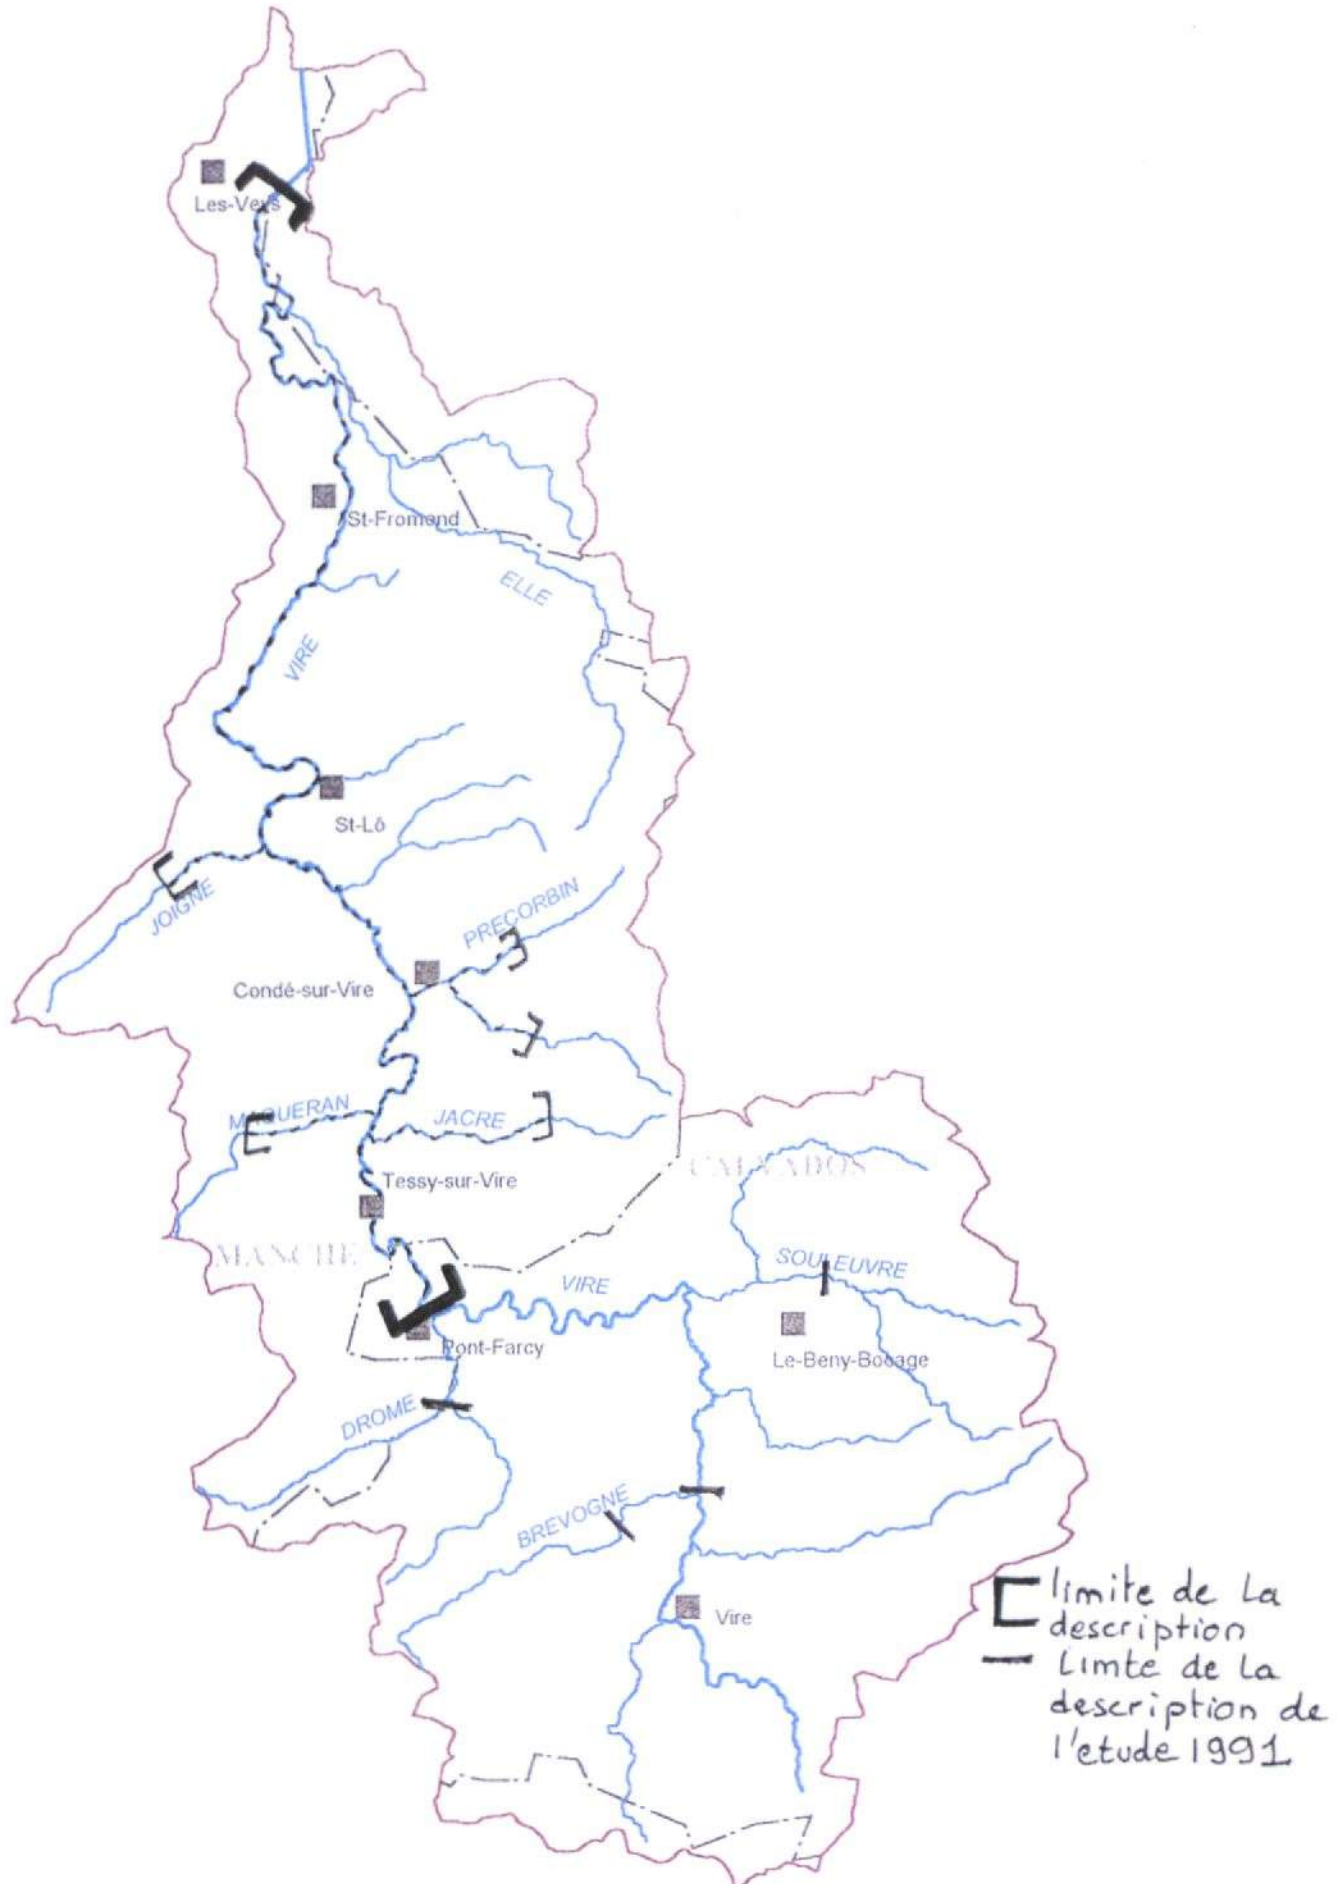 Les-Veys
St-Fromond
ELLE
VIRE
St-Lô
JOIGNE
PRECORBIN
Condé-sur-Vire
MAQUERAN
JACRE
CALVADOS
Tessy-sur-Vire
MANCHE
SOULEUVRE
VIRE
Pont-Farcy
Le-Beny-Bocage
DROME
BREVOGNE
Vire
limite de la
description
limte de la
description de
l'etude 1991